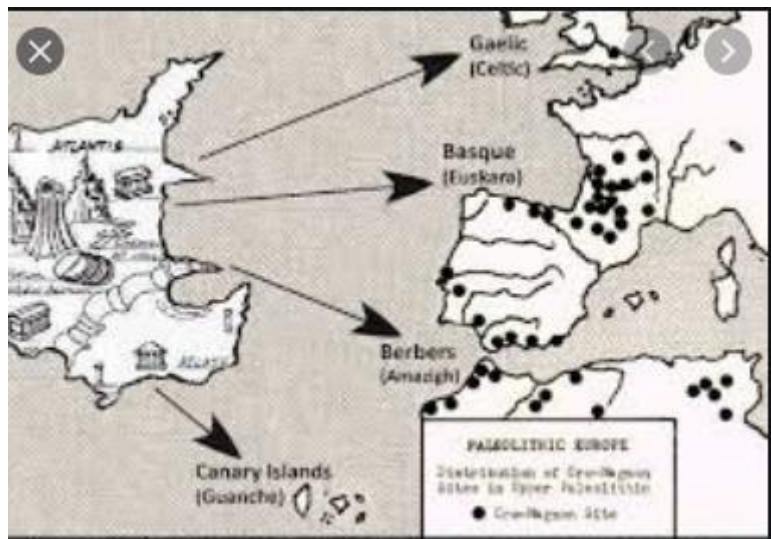 Gaelic
(Celtic)
ATLANTIS
Basque
(Euskara)
Berbers
(Amazigh)
Canary Islands
(Guanche)
PALEOLITHIC EUROPE
Distribution of Cro-Magnon
Sites in Upper Paleolithic
Cro-Magnon Site